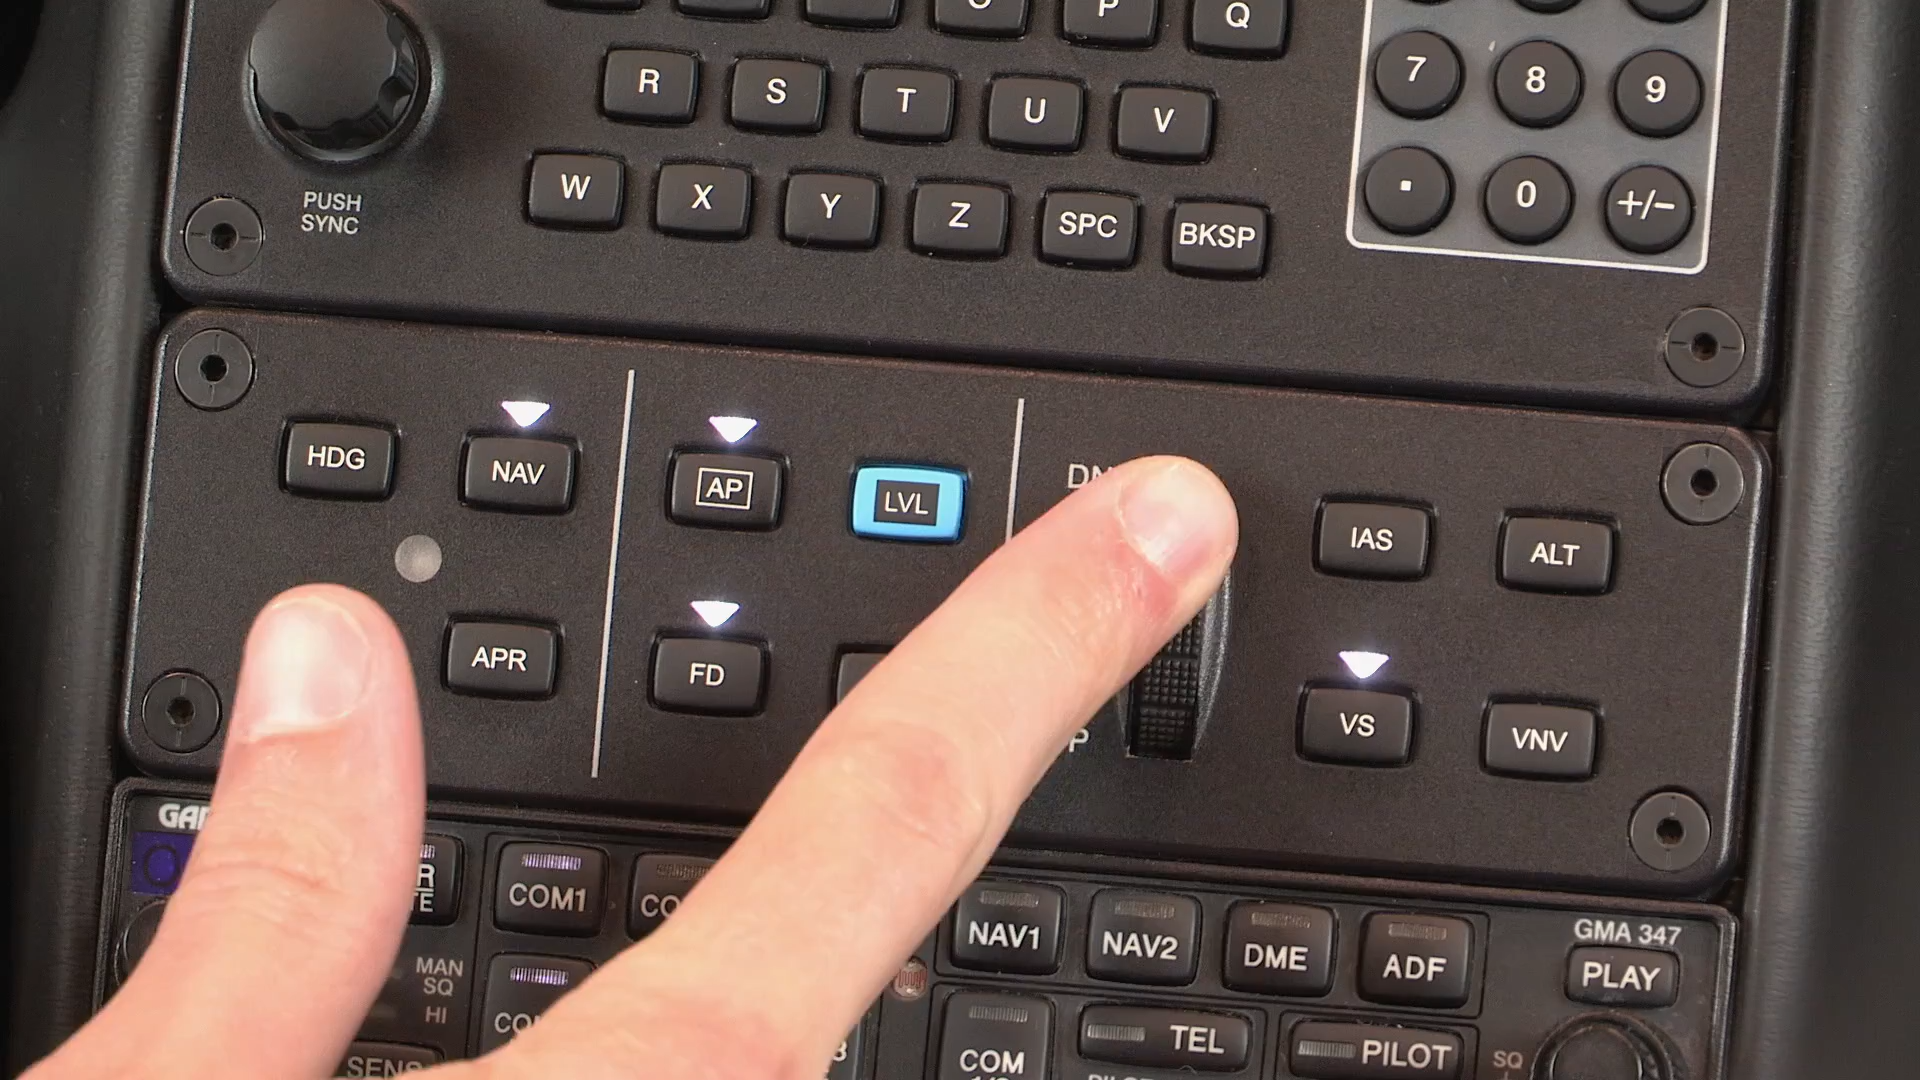 P Q
7 8 9
R S T U V
. 0 +/-
W X Y Z SPC BKSP
PUSH
SYNC
HDG NAV AP LVL IAS ALT
APR FD VS VNV
COM1 NAV1 NAV2 DME ADF
GMA 347
PLAY
MAN
SQ
HI
COM
TEL PILOT
SQ